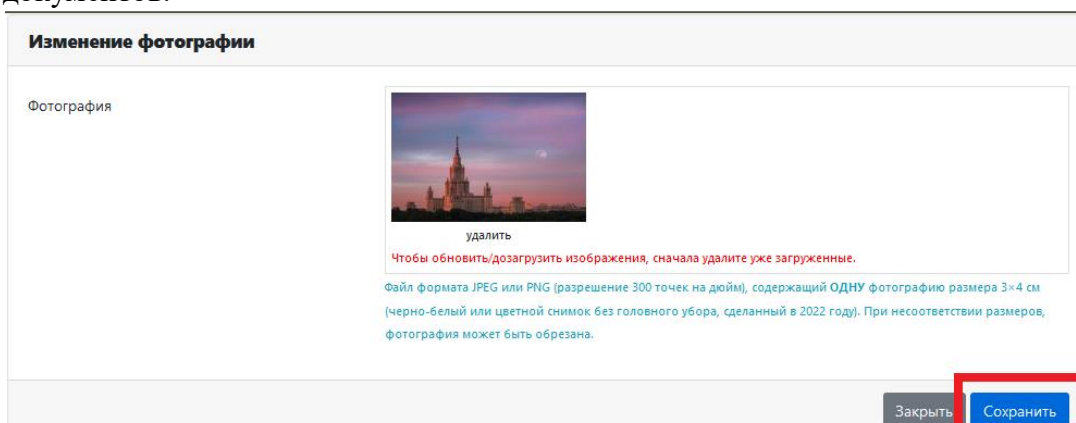 документов.
Изменение фотографии
Фотография
удалить
Чтобы обновить/дозагрузить изображения, сначала удалите уже загруженные.
Файл формата JPEG или PNG (разрешение 300 точек на дюйм), содержащий ОДНУ фотографию размера 3×4 см
(черно-белый или цветной снимок без головного убора, сделанный в 2022 году). При несоответствии размеров,
фотография может быть обрезана.
Закрыть Сохранить